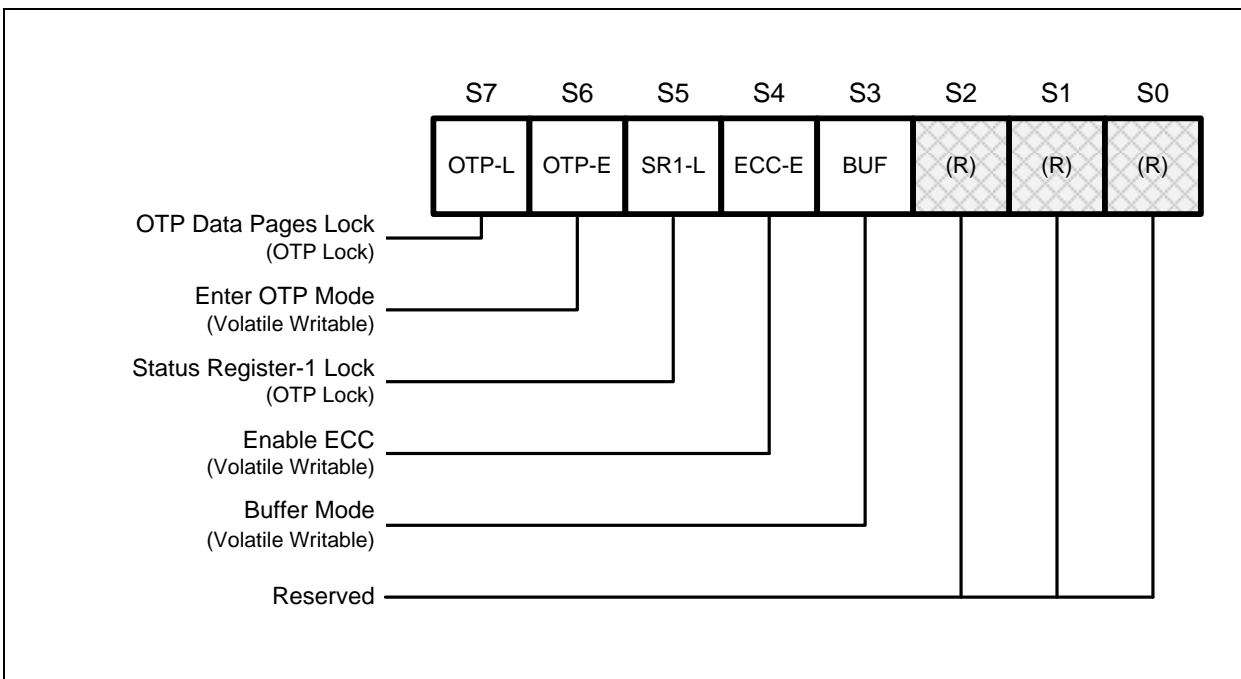 S7 S6 S5 S4 S3 S2 S1 S0
OTP-L OTP-E SR1-L ECC-E BUF (R) (R) (R)
OTP Data Pages Lock
(OTP Lock)
Enter OTP Mode
(Volatile Writable)
Status Register-1 Lock
(OTP Lock)
Enable ECC
(Volatile Writable)
Buffer Mode
(Volatile Writable)
Reserved